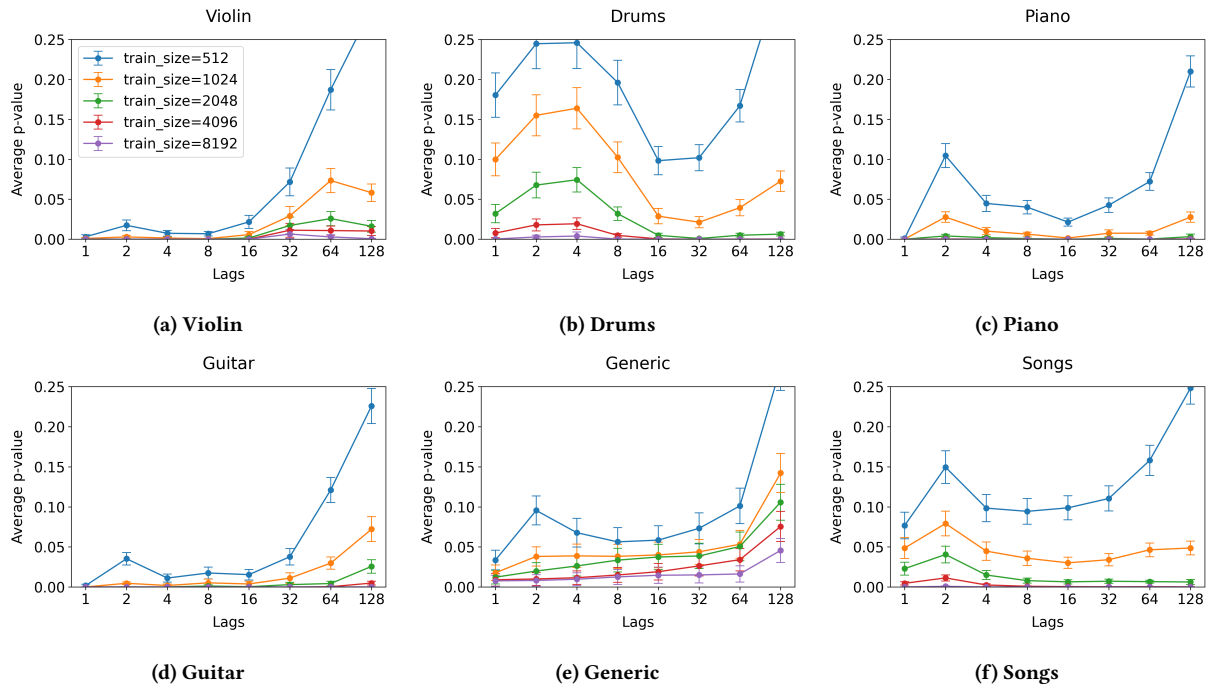 Violin
Average p-value
0.25
0.20
0.15
0.10
0.05
0.00
train_size=512
train_size=1024
train_size=2048
train_size=4096
train_size=8192
1 2 4 8 16 32 64 128
Lags
(a) Violin
Drums
Average p-value
0.25
0.20
0.15
0.10
0.05
0.00
1 2 4 8 16 32 64 128
Lags
(b) Drums
Piano
Average p-value
0.25
0.20
0.15
0.10
0.05
0.00
1 2 4 8 16 32 64 128
Lags
(c) Piano
Guitar
Average p-value
0.25
0.20
0.15
0.10
0.05
0.00
1 2 4 8 16 32 64 128
Lags
(d) Guitar
Generic
Average p-value
0.25
0.20
0.15
0.10
0.05
0.00
1 2 4 8 16 32 64 128
Lags
(e) Generic
Songs
Average p-value
0.25
0.20
0.15
0.10
0.05
0.00
1 2 4 8 16 32 64 128
Lags
(f) Songs